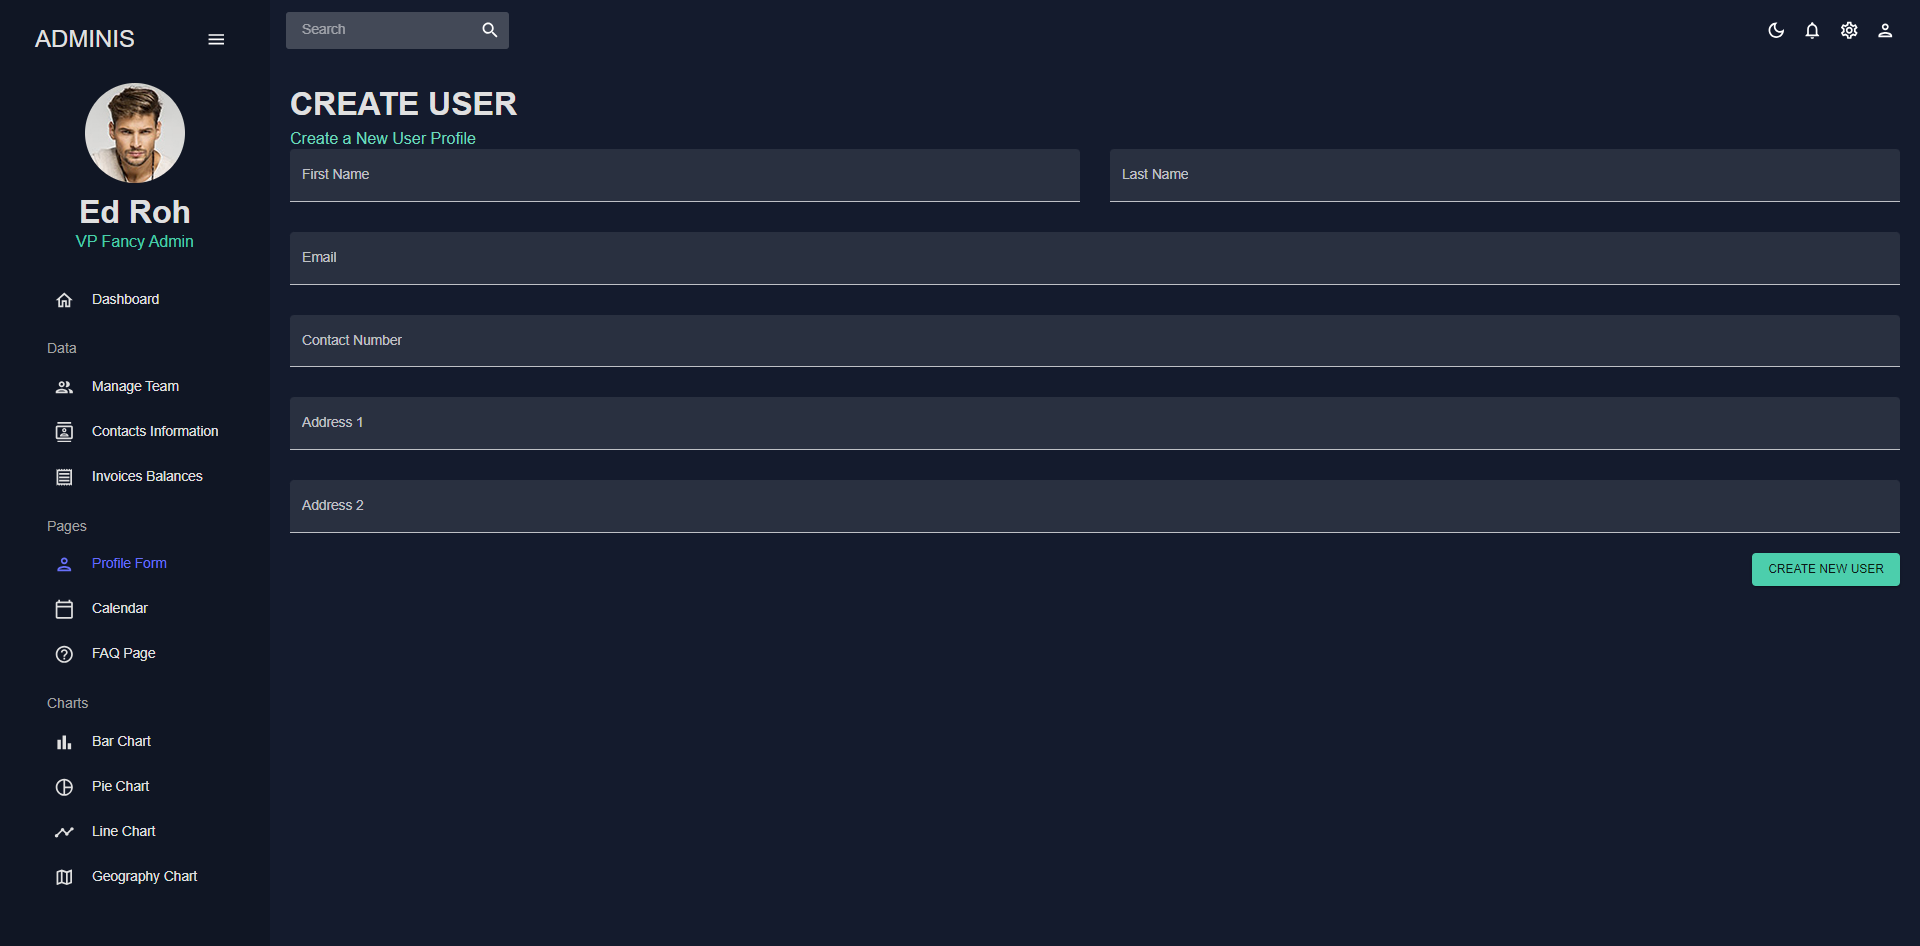 ADMINIS
Ed Roh
VP Fancy Admin
Dashboard
Data
Manage Team
Contacts Information
Invoices Balances
Pages
Profile Form
Calendar
FAQ Page
Charts
Bar Chart
Pie Chart
Line Chart
Geography Chart
Search
CREATE USER
Create a New User Profile
First Name
Last Name
Email
Contact Number
Address 1
Address 2
CREATE NEW USER